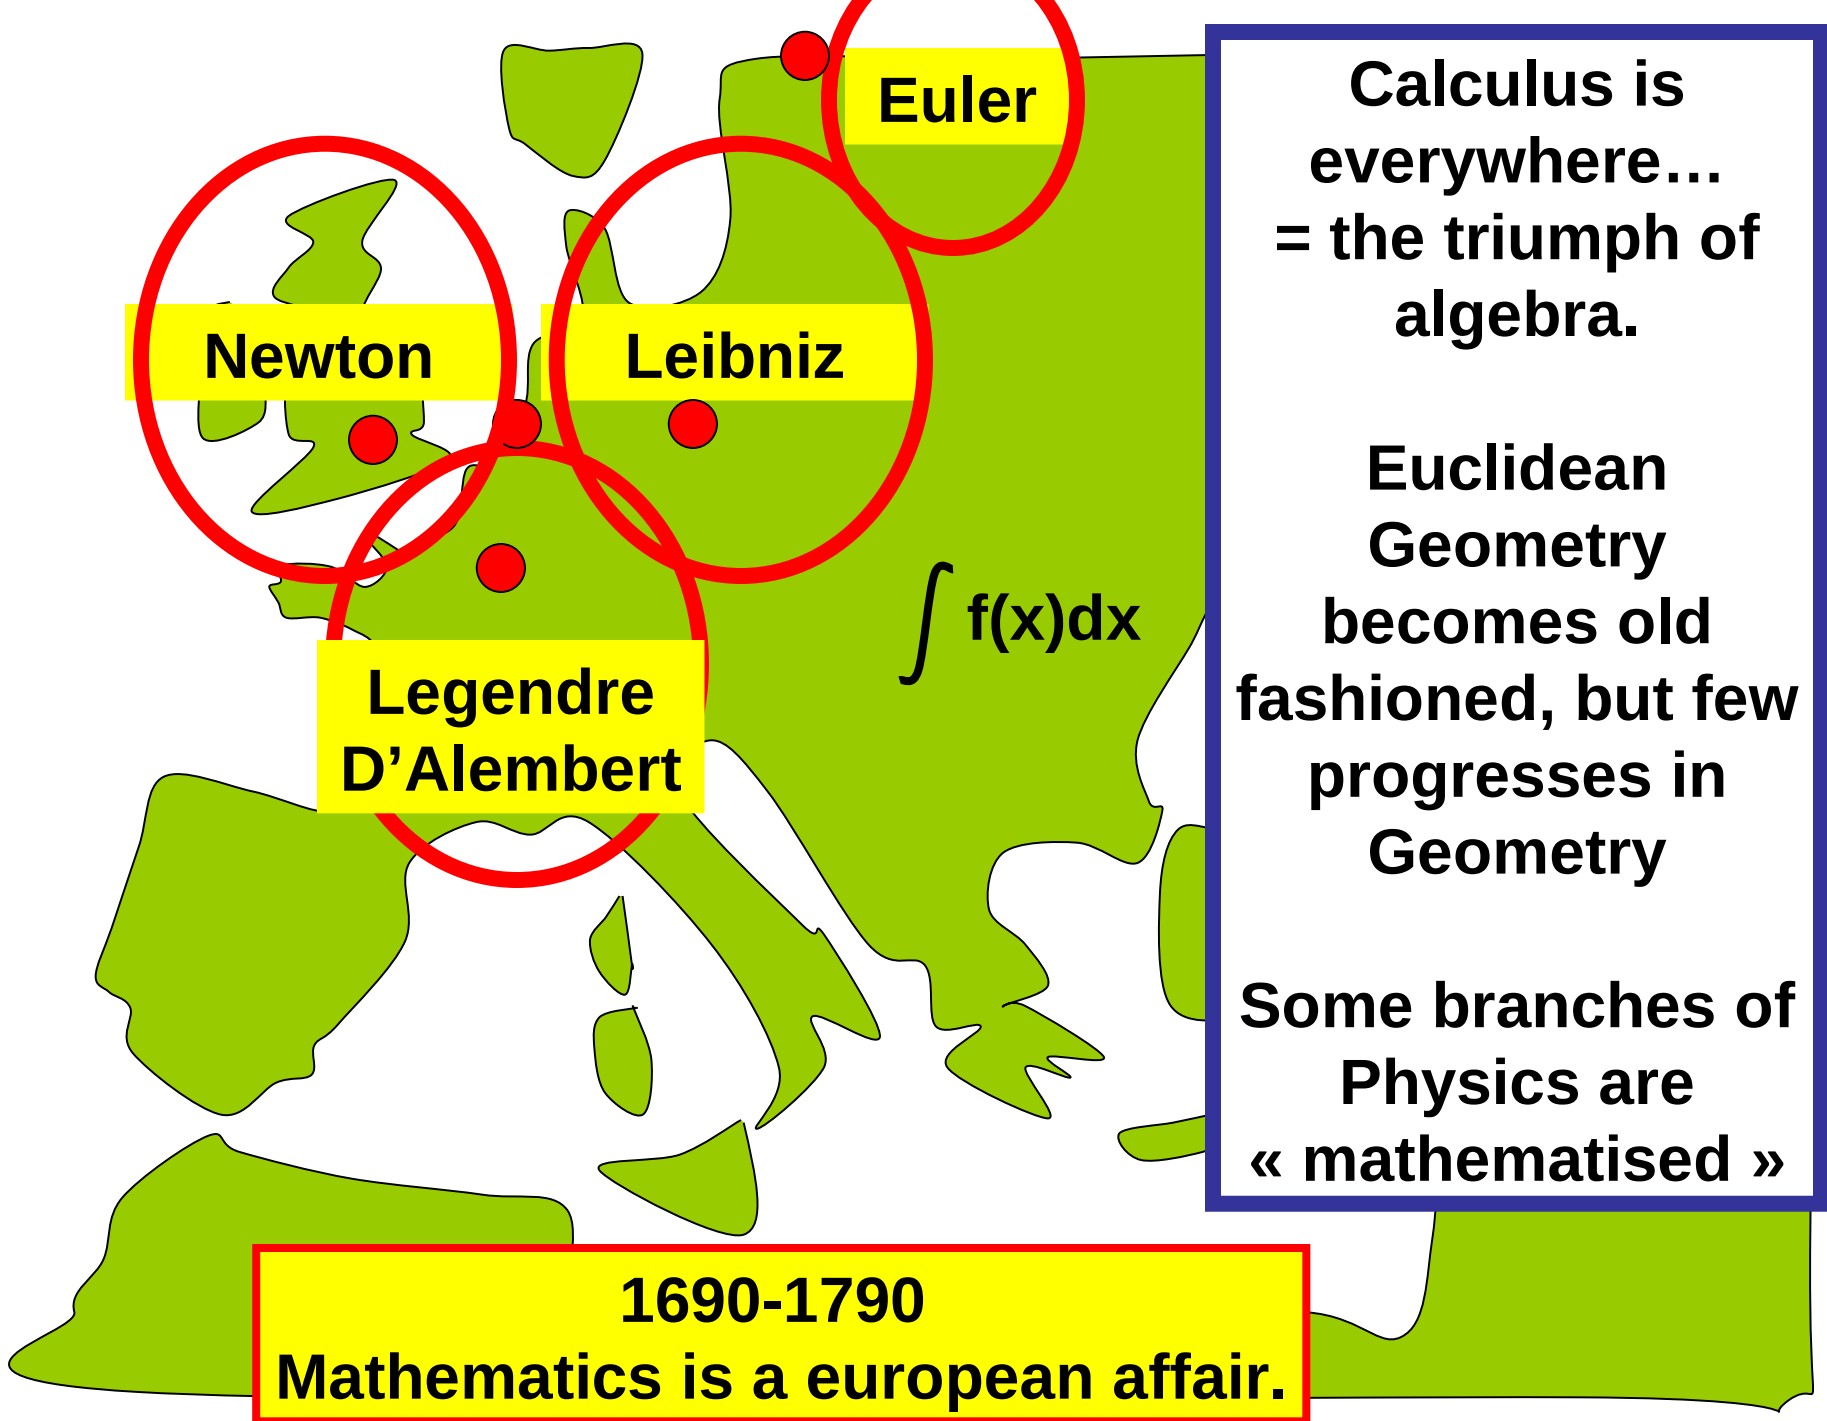 Euler
Newton
Leibniz
Legendre
D’Alembert
∫ f(x)dx
Calculus is
everywhere…
= the triumph of
algebra.
Euclidean
Geometry
becomes old
fashioned, but few
progresses in
Geometry
Some branches of
Physics are
« mathematised »
1690-1790
Mathematics is a european affair.